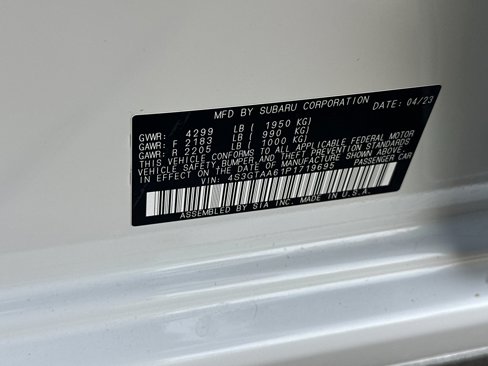 MFD BY SUBARU CORPORATION DATE: 04/23
GVWR: 4299 LB ( 1950 KG)
GAWR: F 2183 LB ( 990 KG)
GAWR: R 2205 LB ( 1000 KG)
THIS VEHICLE CONFORMS TO ALL APPLICABLE FEDERAL MOTOR
VEHICLE SAFETY, BUMPER, AND THEFT PREVENTION STANDARDS
IN EFFECT ON THE DATE OF MANUFACTURE SHOWN ABOVE.
VIN: 4S3GTAA61P1719695 PASSENGER CAR
ASSEMBLED BY SIA INC. MADE IN U.S.A.